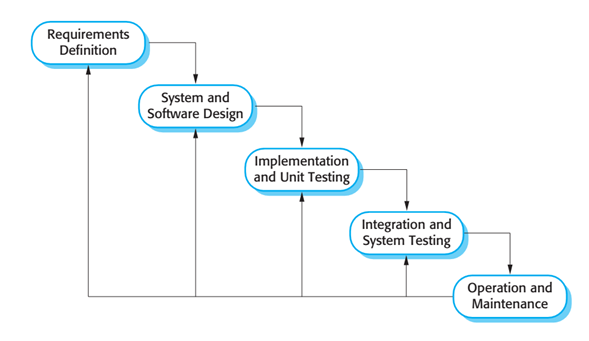 Requirements
Definition
System and
Software Design
Implementation
and Unit Testing
Integration and
System Testing
Operation and
Maintenance